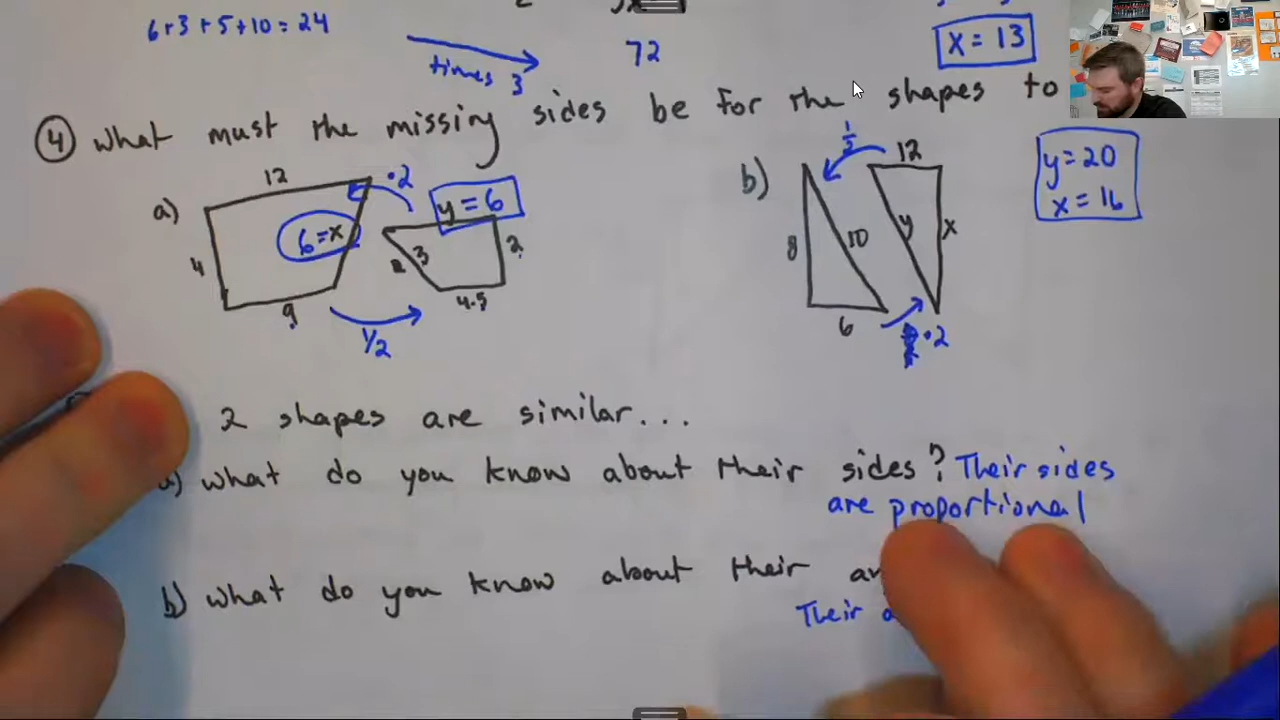 6+3+5+10=24
times 3
72
x = 13
④ What must the missing sides be for the shapes to
a)
12
•2
y = 6
6=x
4
9
1/2
3
2
4.5
b)
1/2
12
8
10
6
y
x
•2
y=20
x = 16
2 shapes are similar...
a) What do you know about their sides? Their sides
are proportional
b) What do you know about their
Their